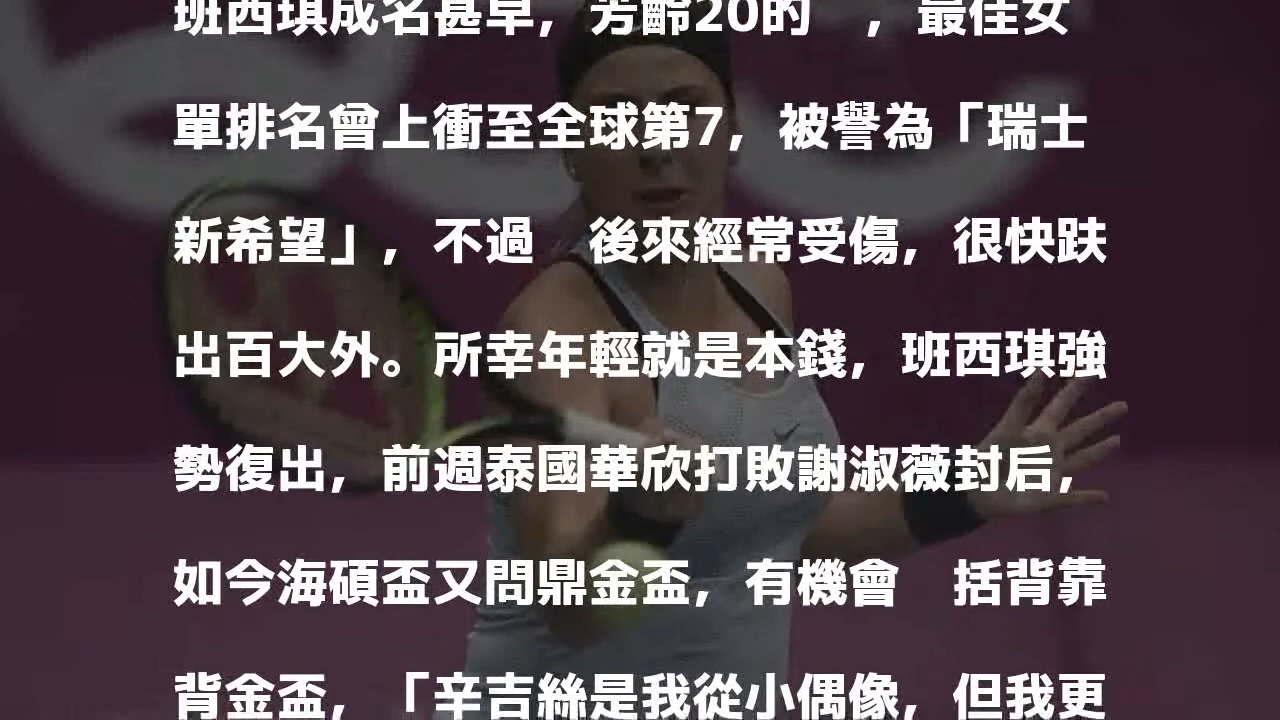 班西琪成名甚早，芳齡20的　，最佳女
單排名曾上衝至全球第7，被譽為「瑞士
新希望」，不過　後來經常受傷，很快趺
出百大外。所幸年輕就是本錢，班西琪強
勢復出，前週泰國華欣打敗謝淑薇封后，
如今海碩盃又問鼎金盃，有機會　括背靠
背金盃，「辛吉絲是我從小偶像，但我更